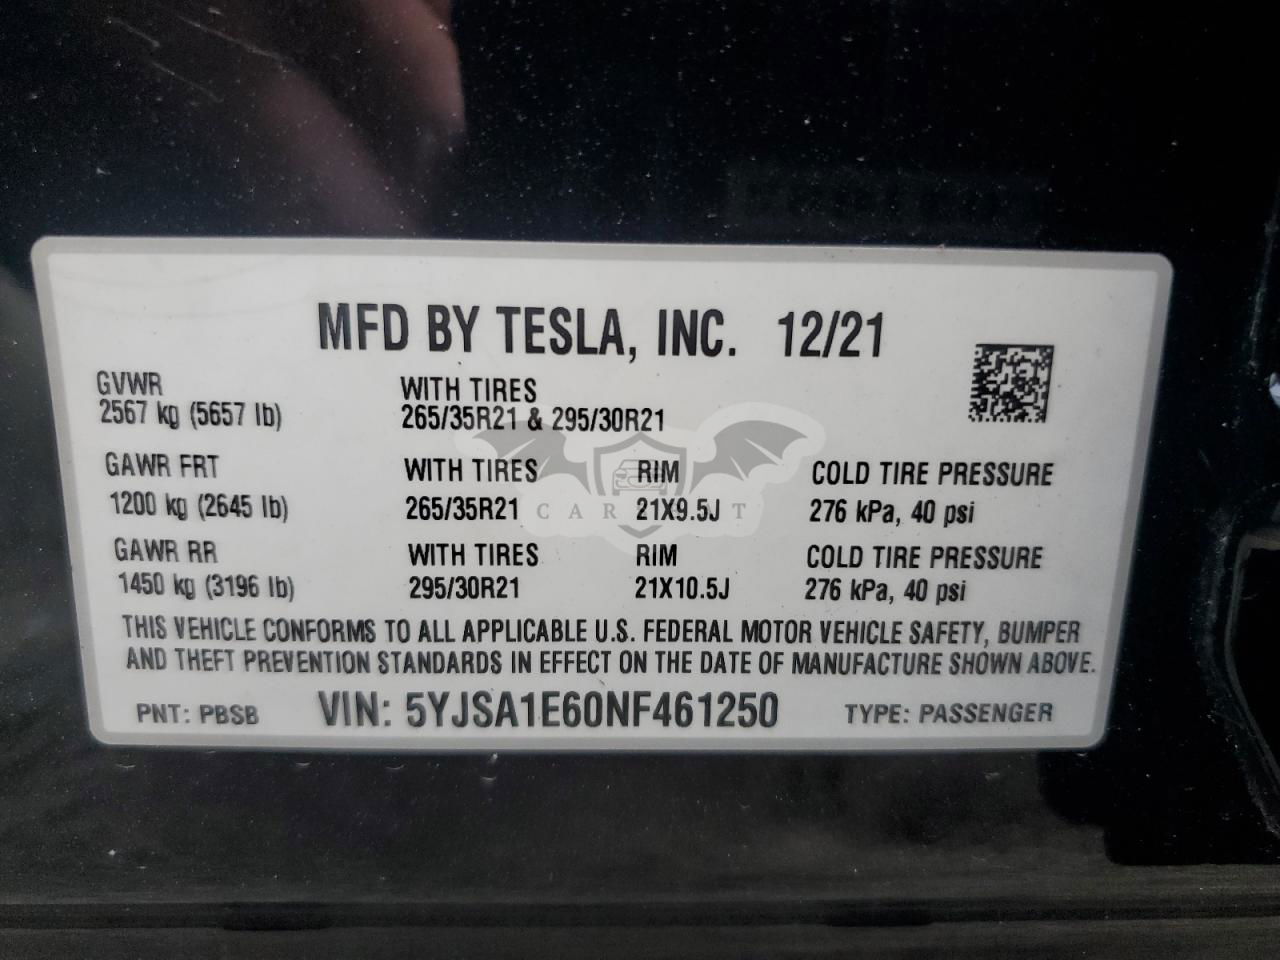 MFD BY TESLA, INC. 12/21
GVWR WITH TIRES
2567 kg (5657 lb) 265/35R21 & 295/30R21
GAWR FRT WITH TIRES RIM COLD TIRE PRESSURE
1200 kg (2645 lb) 265/35R21 21X9.5J 276 kPa, 40 psi
GAWR RR WITH TIRES RIM COLD TIRE PRESSURE
1450 kg (3196 lb) 295/30R21 21X10.5J 276 kPa, 40 psi
THIS VEHICLE CONFORMS TO ALL APPLICABLE U.S. FEDERAL MOTOR VEHICLE SAFETY, BUMPER
AND THEFT PREVENTION STANDARDS IN EFFECT ON THE DATE OF MANUFACTURE SHOWN ABOVE.
PNT: PBSB VIN: 5YJSA1E60NF461250 TYPE: PASSENGER